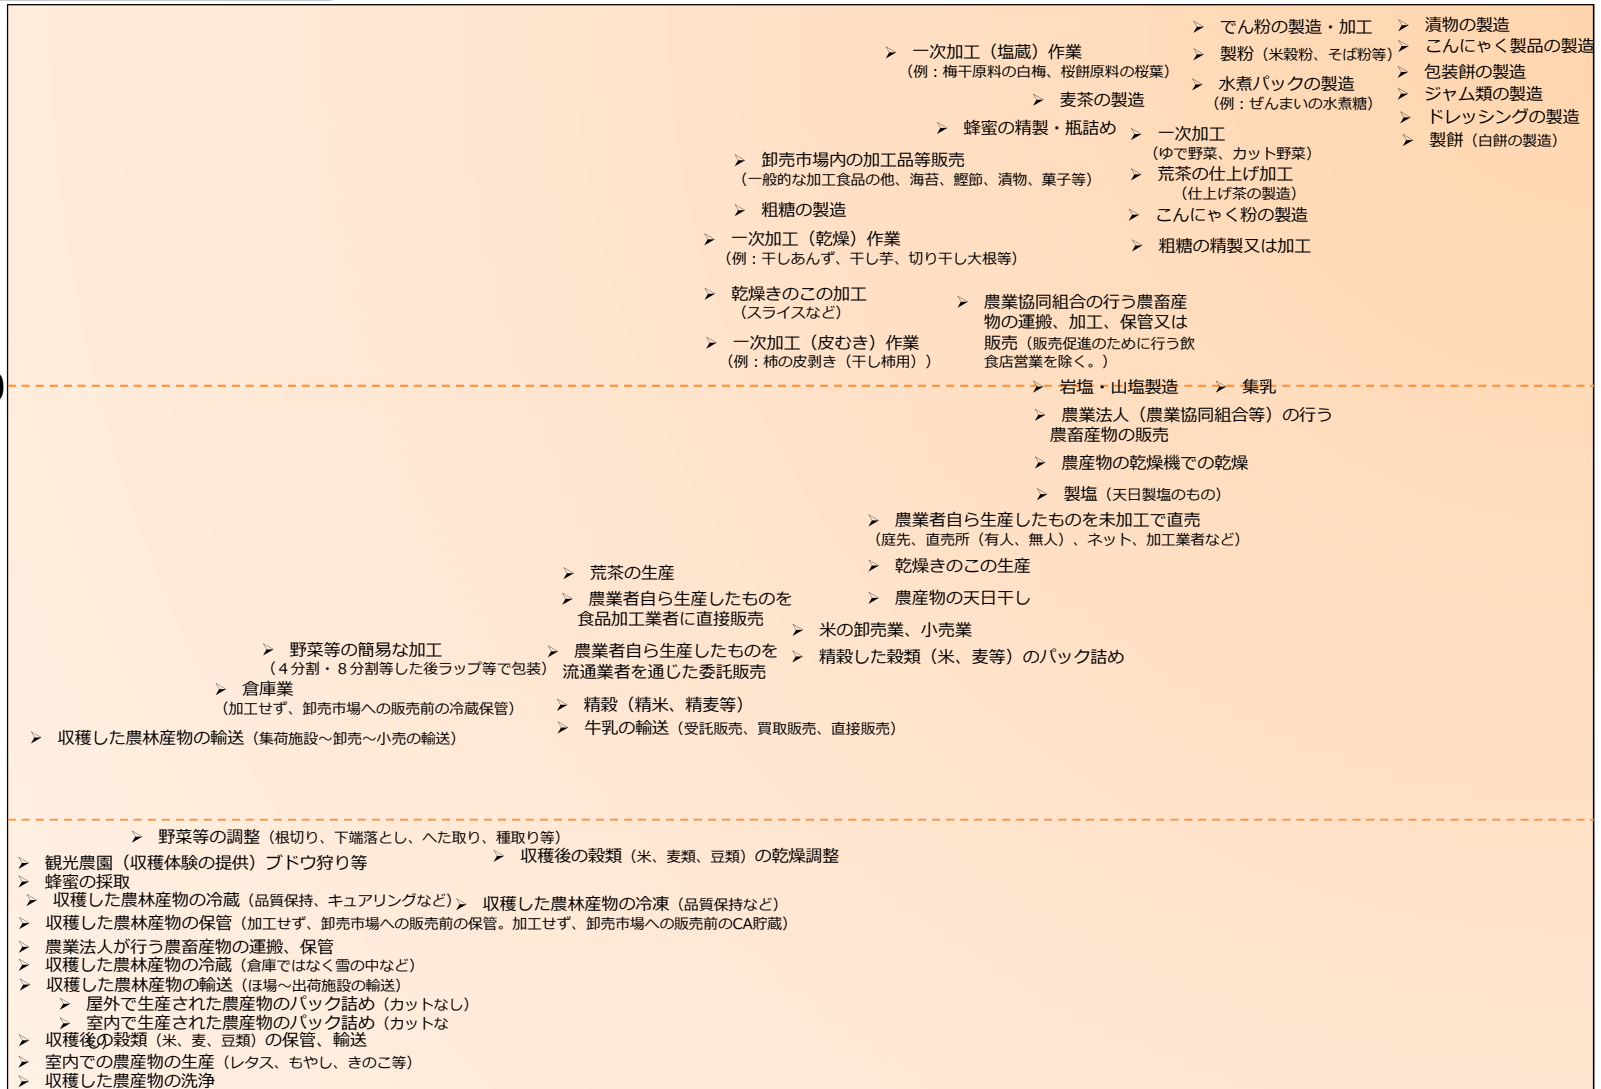 でん粉の製造・加工
漬物の製造
こんにゃく製品の製造
製粉（米穀粉、そば粉等）
一次加工（塩蔵）作業
（例：梅干原料の白梅、桜餅原料の桜葉）
包装餅の製造
水煮パックの製造
（例：ぜんまいの水煮糖）
ジャム類の製造
麦茶の製造
ドレッシングの製造
蜂蜜の精製・瓶詰め
一次加工
（ゆで野菜、カット野菜）
製餅（白餅の製造）
卸売市場内の加工品等販売
（一般的な加工食品の他、海苔、鰹節、漬物、菓子等）
荒茶の仕上げ加工
（仕上げ茶の製造）
粗糖の製造
こんにゃく粉の製造
一次加工（乾燥）作業
（例：干しあんず、干し芋、切り干し大根等）
粗糖の精製又は加工
乾燥きのこの加工
（スライスなど）
農業協同組合の行う農畜産
物の運搬、加工、保管又は
販売（販売促進のために行う飲
食店営業を除く。）
一次加工（皮むき）作業
（例：柿の皮剥き（干し柿用））
）
岩塩・山塩製造
集乳
農業法人（農業協同組合等）の行う
農畜産物の販売
農産物の乾燥機での乾燥
製塩（天日製塩のもの）
農業者自ら生産したものを未加工で直売
（庭先、直売所（有人、無人）、ネット、加工業者など）
乾燥きのこの生産
荒茶の生産
農産物の天日干し
農業者自ら生産したものを
食品加工業者に直接販売
米の卸売業、小売業
野菜等の簡易な加工
（４分割・８分割等した後ラップ等で包装）
農業者自ら生産したものを
流通業者を通じた委託販売
精穀した穀類（米、麦等）のパック詰め
倉庫業
（加工せず、卸売市場への販売前の冷蔵保管）
精穀（精米、精麦等）
牛乳の輸送（受託販売、買取販売、直接販売）
収穫した農林産物の輸送（集荷施設～卸売～小売の輸送）
野菜等の調整（根切り、下端落とし、へた取り、種取り等）
収穫後の穀類（米、麦類、豆類）の乾燥調整
観光農園（収穫体験の提供）ブドウ狩り等
蜂蜜の採取
収穫した農林産物の冷蔵（品質保持、キュアリングなど）
収穫した農林産物の冷凍（品質保持など）
収穫した農林産物の保管（加工せず、卸売市場への販売前の保管。加工せず、卸売市場への販売前のCA貯蔵）
農業法人が行う農畜産物の運搬、保管
収穫した農林産物の冷蔵（倉庫ではなく雪の中など）
収穫した農林産物の輸送（ほ場～出荷施設の輸送）
屋外で生産された農産物のパック詰め（カットなし）
室内で生産された農産物のパック詰め（カットな
し）
収穫後の穀類（米、麦、豆類）の保管、輸送
室内での農産物の生産（レタス、もやし、きのこ等）
収穫した農産物の洗浄